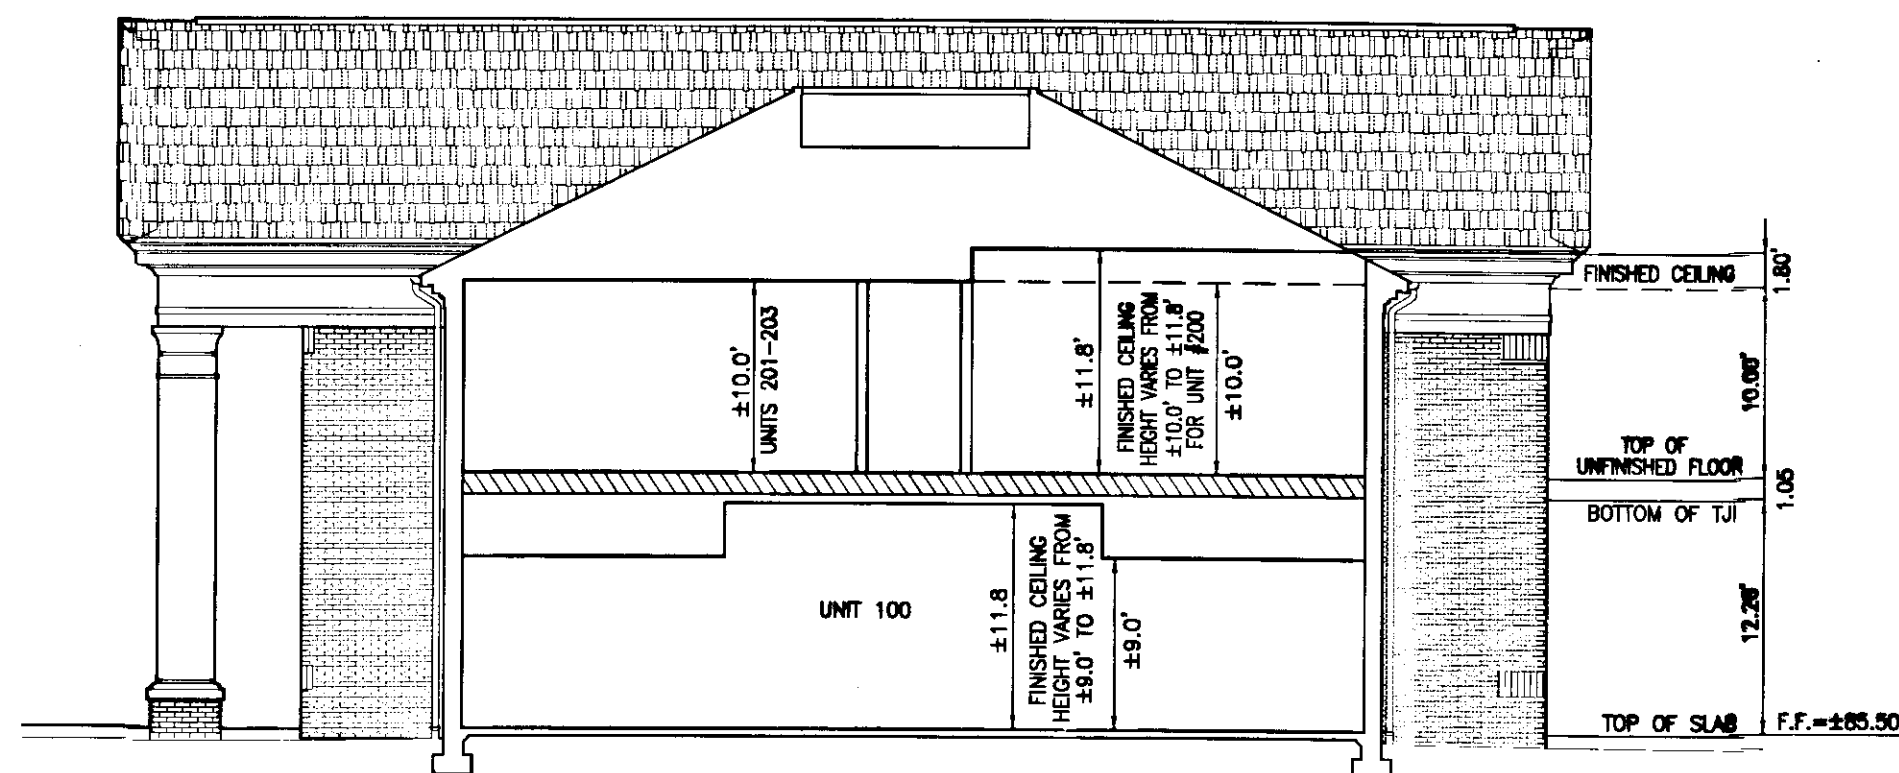 ±10.0'
UNITS 201-203
±11.8'
FINISHED CEILING
HEIGHT VARIES FROM
±10.0' TO ±11.8'
FOR UNIT #200
±10.0'
FINISHED CEILING
1.80'
10.00'
TOP OF
UNFINISHED FLOOR
1.05
BOTTOM OF TJI
UNIT 100
±11.8
FINISHED CEILING
HEIGHT VARIES FROM
±9.0' TO ±11.8'
±9.0'
TOP OF SLAB F.F.=±85.50